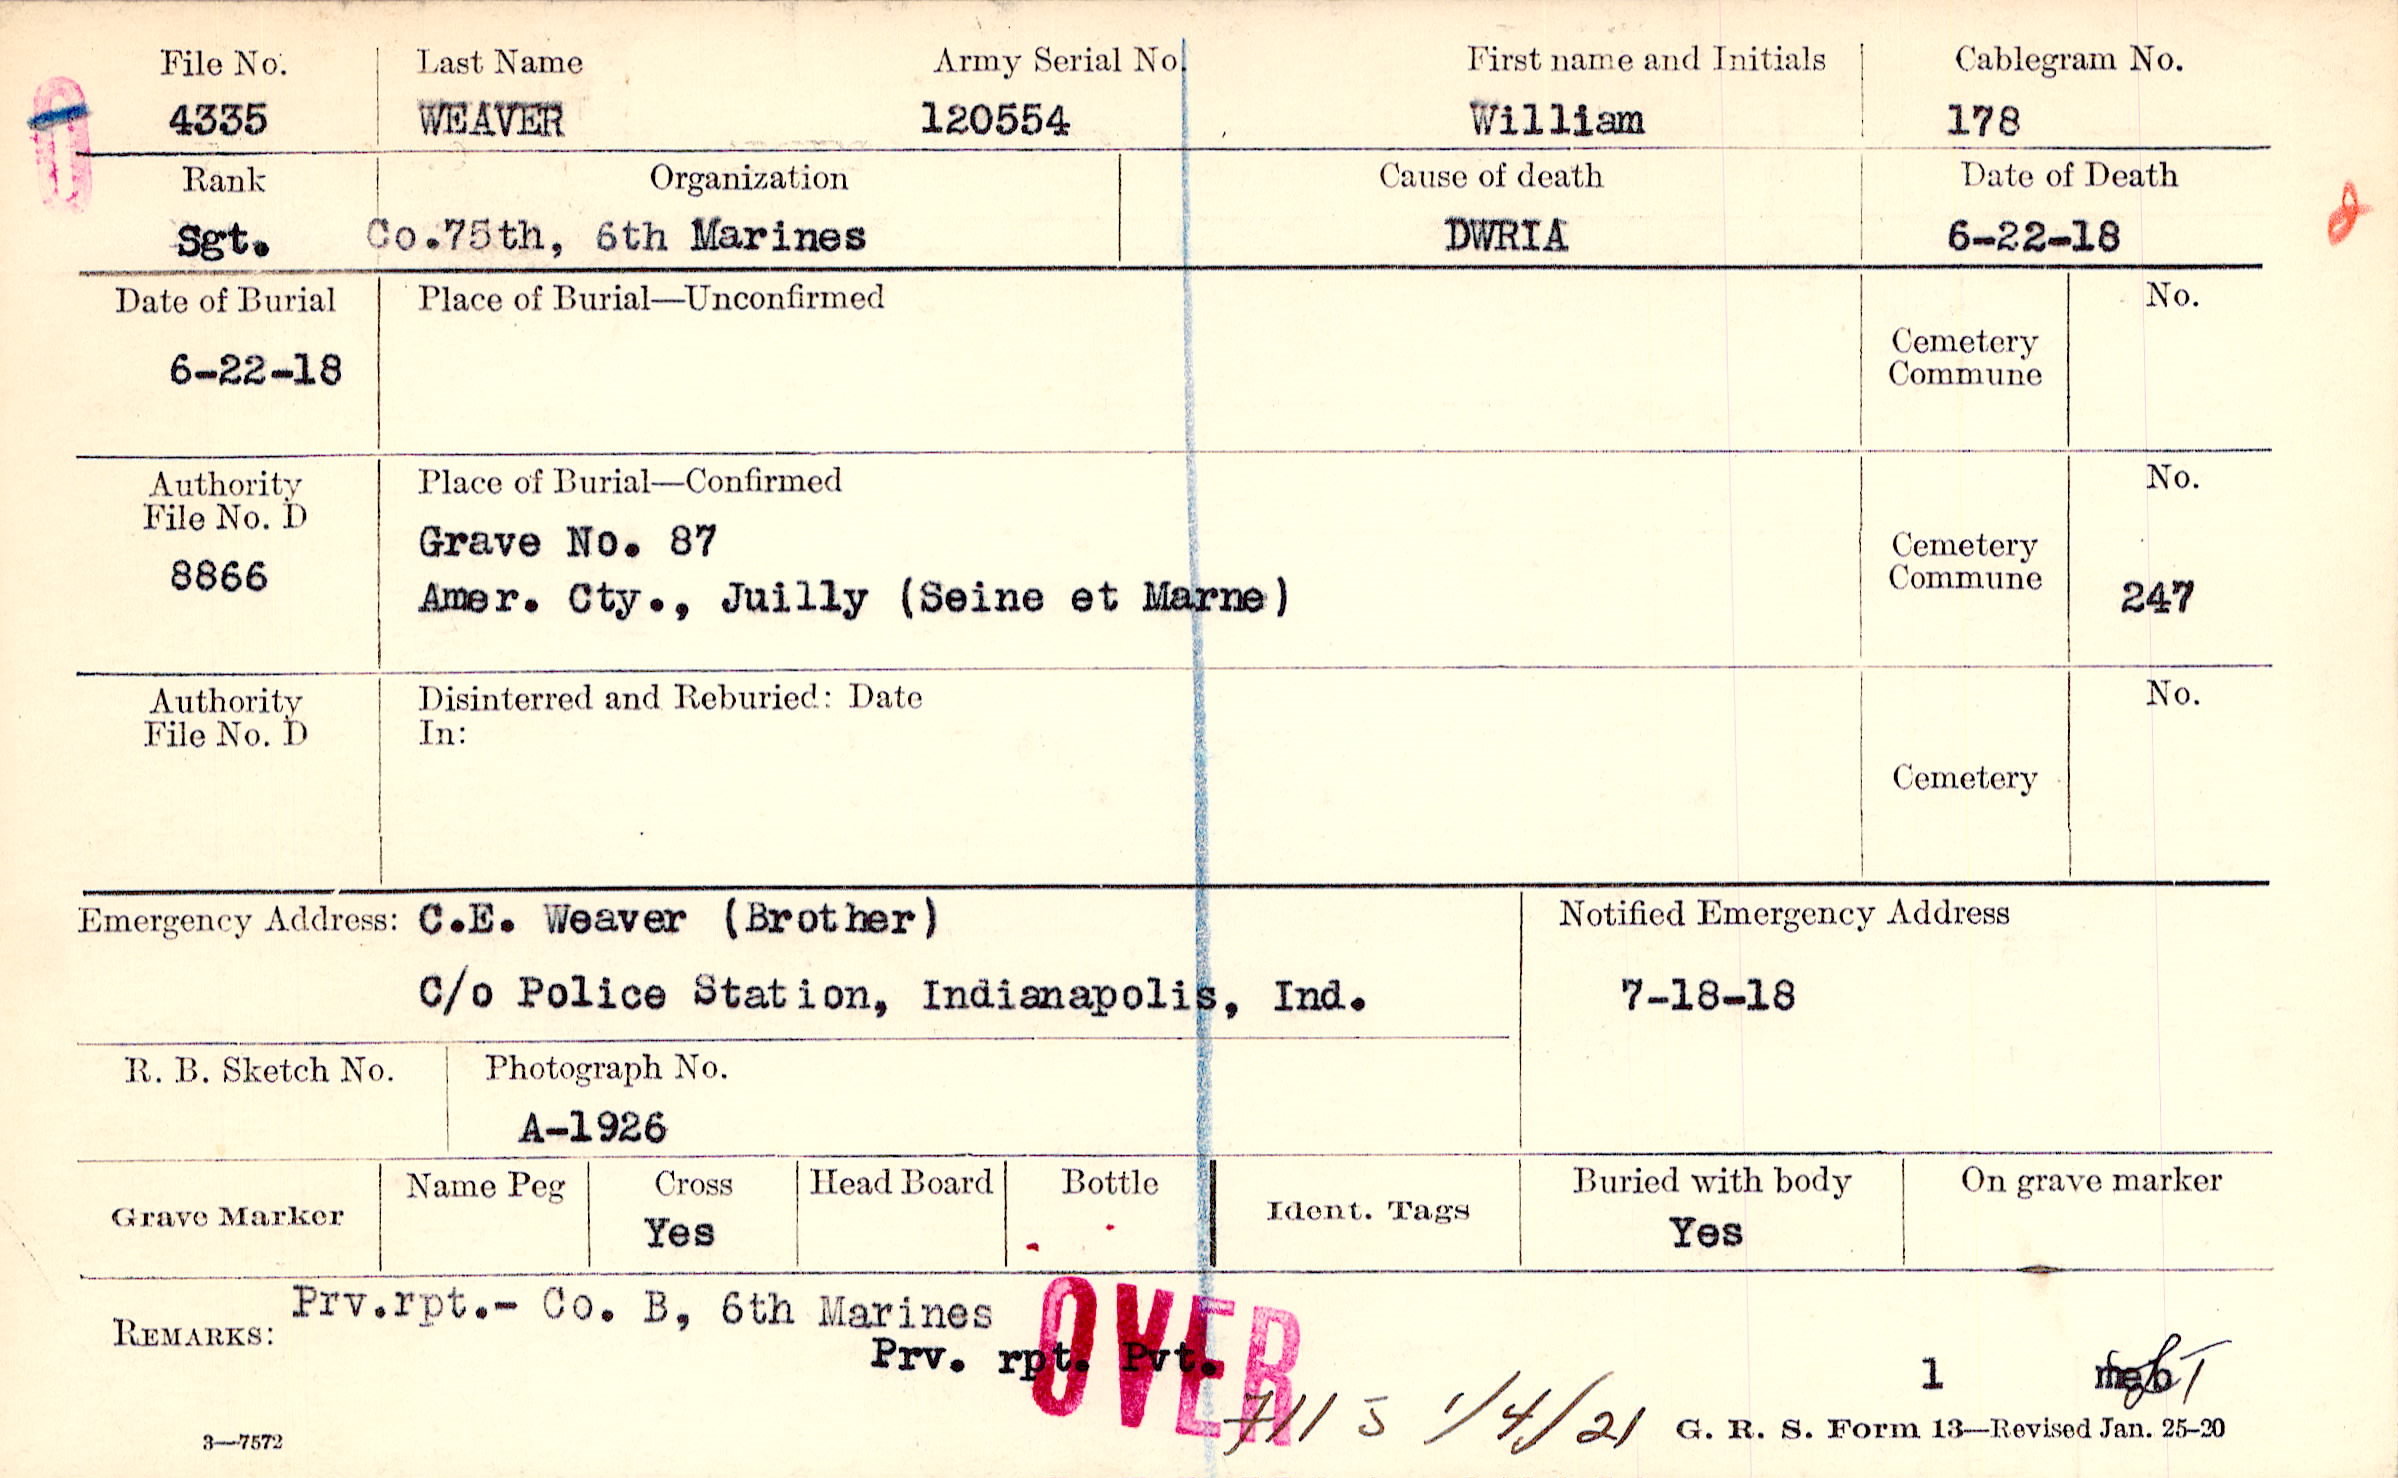 File No. Last Name Army Serial No. First name and Initials Cablegram No.
4335 WEAVER 120554 William 178
Rank Organization Cause of death Date of Death
Sgt. Co.75th, 6th Marines DWRIA 6-22-18
Date of Burial Place of Burial—Unconfirmed No.
6-22-18 Cemetery
Commune
Authority Place of Burial—Confirmed No.
File No. D Grave No. 87 Cemetery
8866 Amer. Cty., Juilly (Seine et Marne) Commune 247
Authority Disinterred and Reburied: Date No.
File No. D In:
Cemetery
Emergency Address: C.E. Weaver (Brother) Notified Emergency Address
C/o Police Station, Indianapolis, Ind. 7-18-18
R. B. Sketch No. Photograph No.
A-1926
Grave Marker Name Peg Cross Head Board Bottle Ident. Tags Buried with body On grave marker
Yes Yes
REMARKS: Prv.rpt.- Co. B, 6th Marines
Prv. rpt. Pvt. 1
OVER
1/4/21
3—7572 G. R. S. Form 13—Revised Jan. 25-20